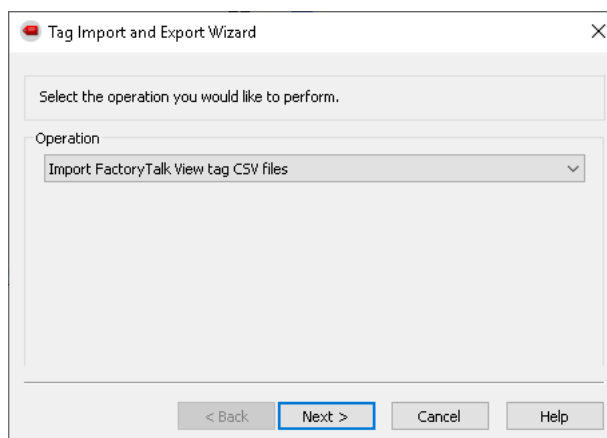 Tag Import and Export Wizard
Select the operation you would like to perform.
Operation
Import FactoryTalk View tag CSV files
< Back Next > Cancel Help